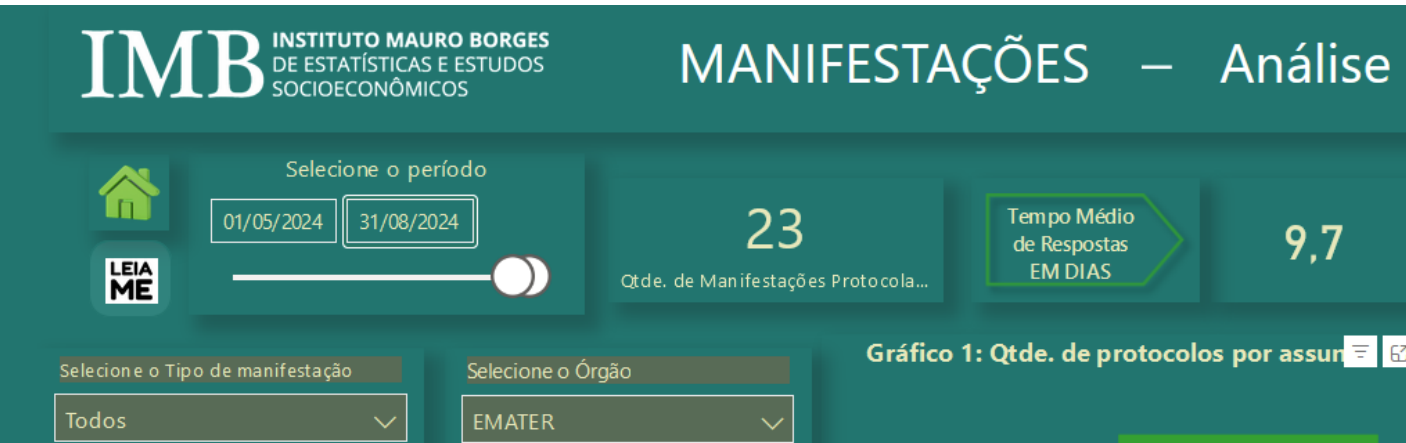 IMB INSTITUTO MAURO BORGES
DE ESTATÍSTICAS E ESTUDOS
SOCIOECONÔMICOS
MANIFESTAÇÕES – Análise
Selecione o período
01/05/2024 31/08/2024
LEIA
ME
23
Qtde. de Manifestações Protocola...
Tempo Médio
de Respostas
EM DIAS
9,7
Selecione o Tipo de manifestação
Todos
Selecione o Órgão
EMATER
Gráfico 1: Qtde. de protocolos por assun